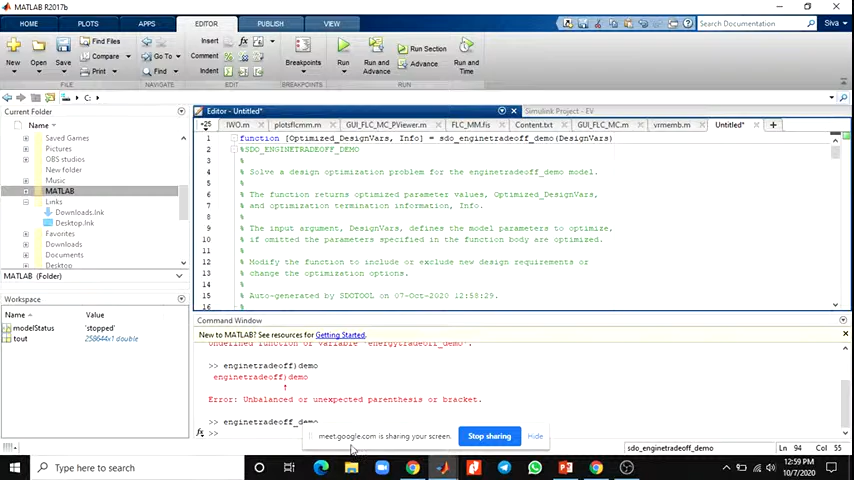 MATLAB R2017b
HOME PLOTS APPS EDITOR PUBLISH VIEW Search Documentation Siva
New Open Save Find Files Compare Print Go To Find Insert Comment Indent fx Breakpoints Run Run and Advance Run Section Advance Run and Time
FILE NAVIGATE EDIT BREAKPOINTS RUN
C:
Current Folder
Name
Saved Games
Pictures
OBS studios
New folder
Music
MATLAB
Links
Downloads.lnk
Desktop.lnk
Favorites
Downloads
Documents
Desktop
MATLAB (Folder)
Workspace
Name Value
modelStatus 'stopped'
tout 258644x1 double
Editor - Untitled* Simulink Project - EV
+25 IWO.m plotsflcmm.m GUI_FLC_MC_PViewer.m FLC_MM.fis Content.txt GUI_FLC_MC.m vrmemb.m Untitled*
1 function [Optimized_DesignVars, Info] = sdo_enginetradeoff_demo(DesignVars)
2 %SDO_ENGINETRADEOFF_DEMO
3 %
4 % Solve a design optimization problem for the enginetradeoff_demo model.
5 %
6 % The function returns optimized parameter values, Optimized_DesignVars,
7 % and optimization termination information, Info.
8 %
9 % The input argument, DesignVars, defines the model parameters to optimize,
10 % if omitted the parameters specified in the function body are optimized.
11 %
12 % Modify the function to include or exclude new design requirements or
13 % change the optimization options.
14 %
15 % Auto-generated by SDOTOOL on 07-Oct-2020 12:58:29.
16 %
Command Window
New to MATLAB? See resources for Getting Started.
Undefined function or variable 'energytradeoff_demo'.
>> enginetradeoff)demo
enginetradeoff)demo
↑
Error: Unbalanced or unexpected parenthesis or bracket.
>> enginetradeoff_demo
fx >>
meet.google.com is sharing your screen. Stop sharing Hide
sdo_enginetradeoff_demo Ln 94 Col 55
Type here to search
12:59 PM
10/7/2020